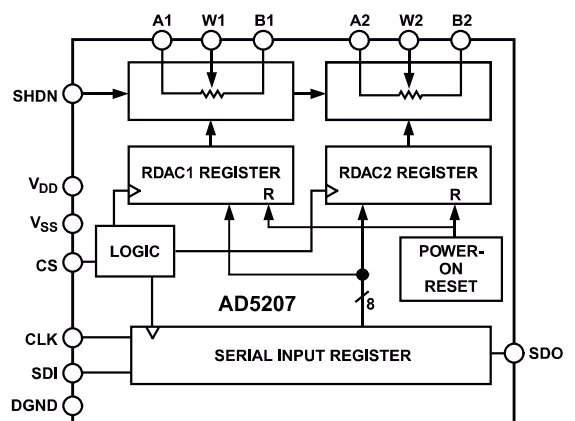 A1 W1 B1 A2 W2 B2
SHDN
RDAC1 REGISTER
R
RDAC2 REGISTER
R
VDD
VSS
LOGIC
CS
POWER-
ON
RESET
AD5207
8
CLK
SERIAL INPUT REGISTER
SDO
SDI
DGND